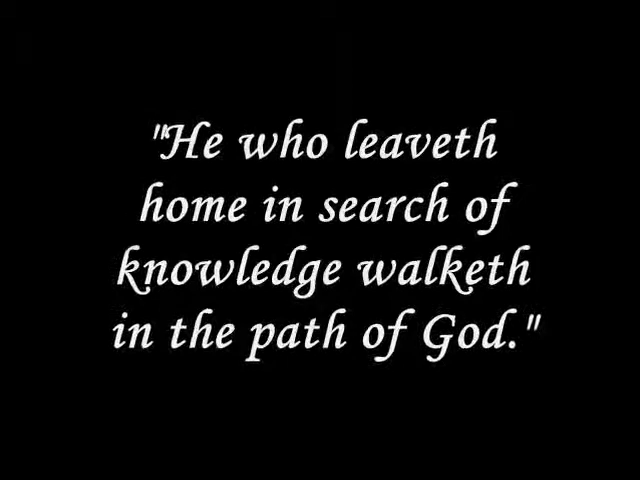 "He who leaveth
home in search of
knowledge walketh
in the path of God."